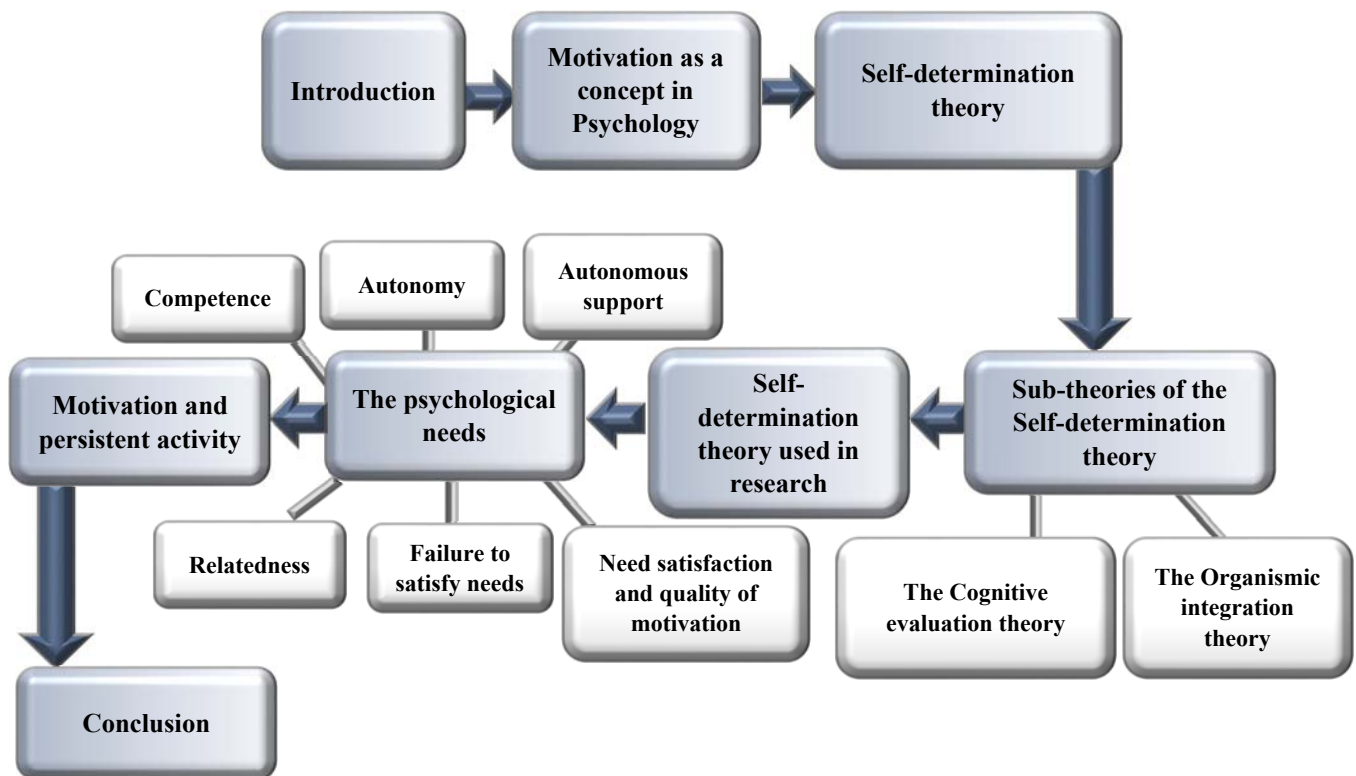 Introduction
Motivation as a
concept in
Psychology
Self-determination
theory
Competence
Autonomy
Autonomous
support
Motivation and
persistent activity
The psychological
needs
Self-
determination
theory used in
research
Sub-theories of the
Self-determination
theory
Relatedness
Failure to
satisfy needs
Need satisfaction
and quality of
motivation
The Cognitive
evaluation theory
The Organismic
integration
theory
Conclusion